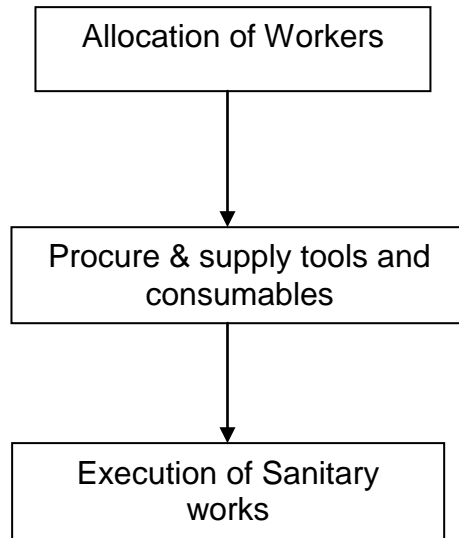 Allocation of Workers
Procure & supply tools and
consumables
Execution of Sanitary
works